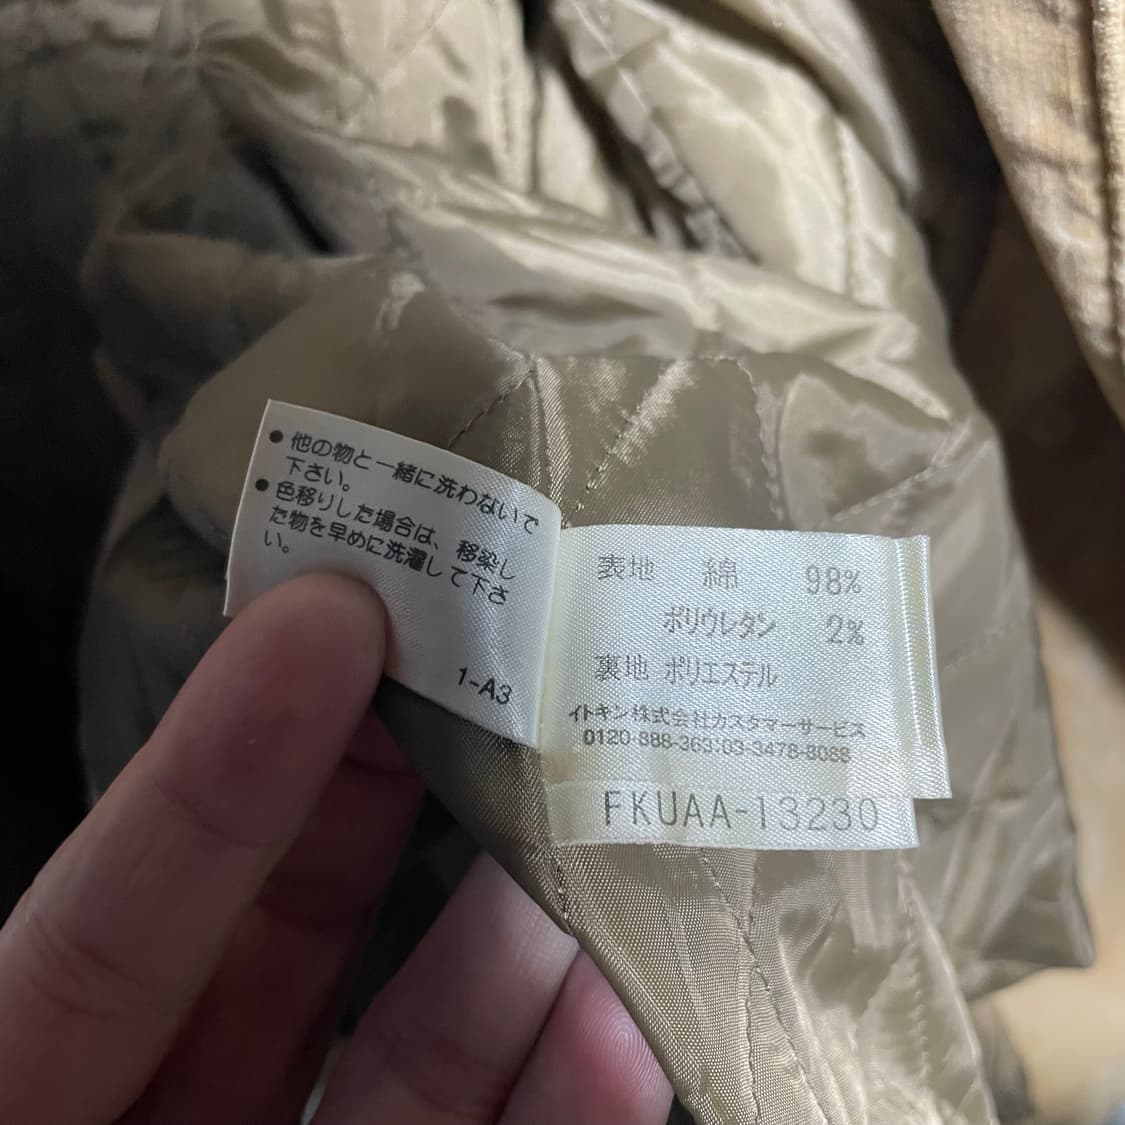 ● 他の物と一緒に洗わないで
下さい。
● 色移りした場合は、移染し
た物を早めに洗濯して下さ
い。
1-A3
表地 綿 98%
ポリウレタン 2%
裏地 ポリエステル
イトキン株式会社カスタマーサービス
0120-888-363:03-3478-8088
FKUAA-13230